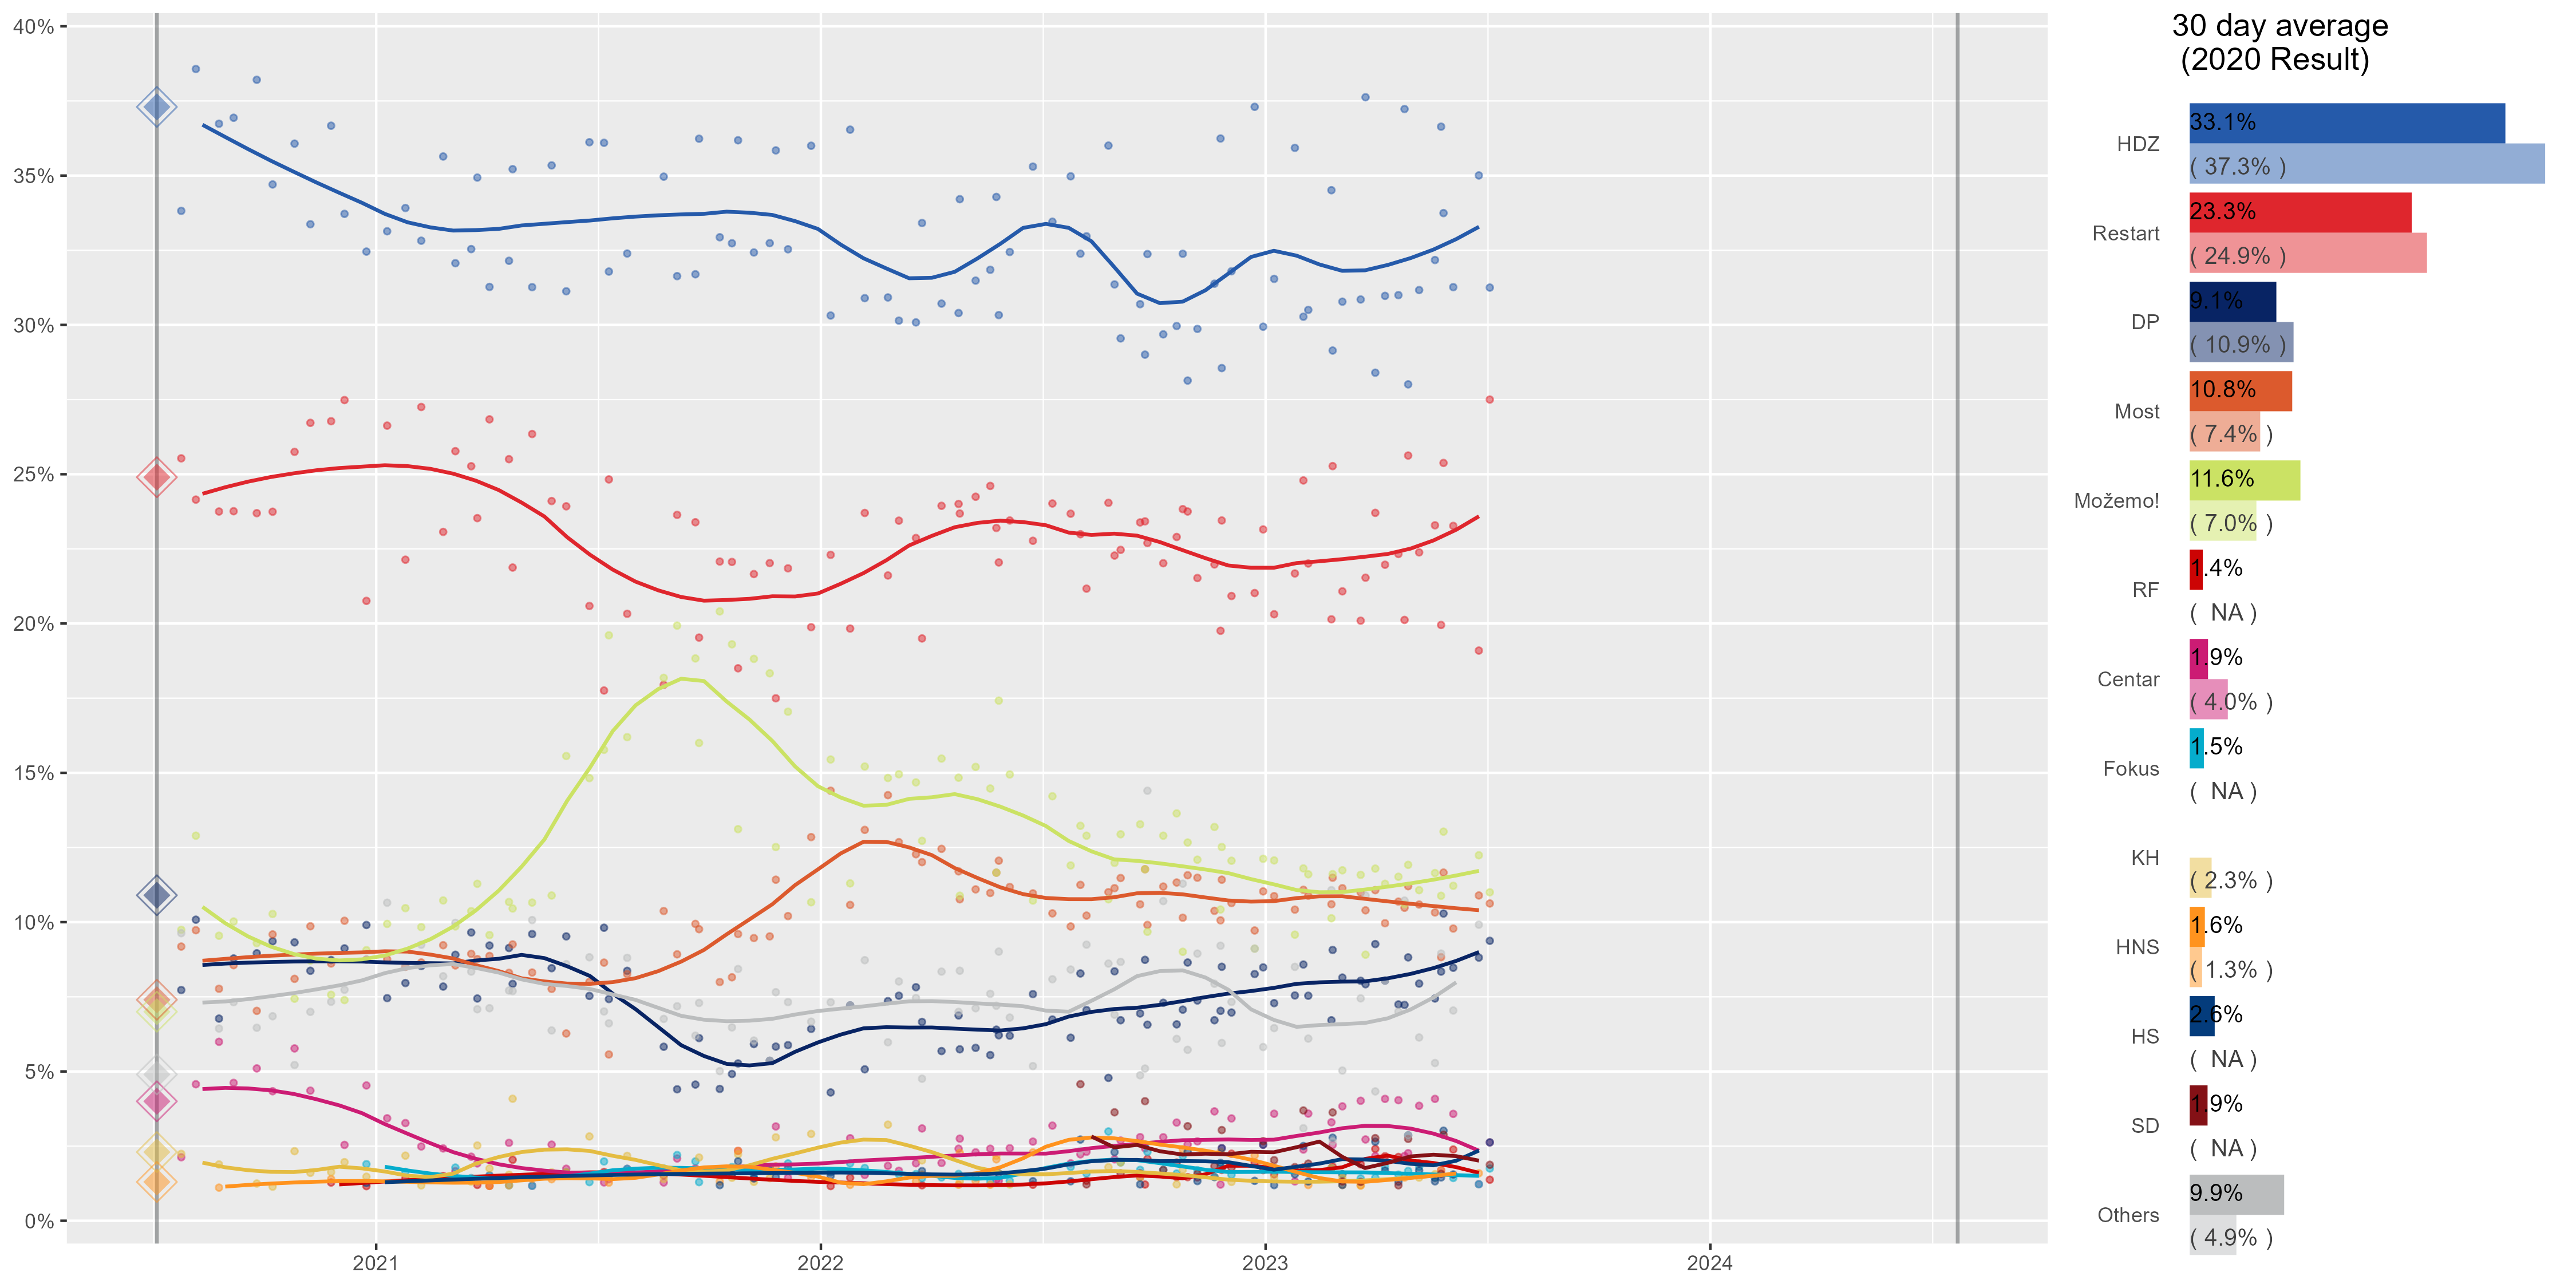 40%
35%
30%
25%
20%
15%
10%
5%
0%
2021
2022
2023
2024
30 day average
(2020 Result)
HDZ
33.1%
( 37.3% )
Restart
23.3%
( 24.9% )
DP
9.1%
( 10.9% )
Most
10.8%
( 7.4% )
Možemo!
11.6%
( 7.0% )
RF
1.4%
( NA )
Centar
1.9%
( 4.0% )
Fokus
1.5%
( NA )
KH
( 2.3% )
HNS
1.6%
( 1.3% )
HS
2.6%
( NA )
SD
1.9%
( NA )
Others
9.9%
( 4.9% )